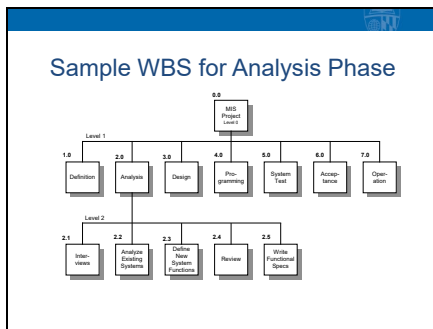 Sample WBS for Analysis Phase
0.0
MIS
Project
Level 0
Level 1
1.0
2.0
3.0
4.0
5.0
6.0
7.0
Definition
Analysis
Design
Pro-
gramming
System
Test
Accep-
tance
Oper-
ation
Level 2
2.1
2.2
2.3
2.4
2.5
Inter-
views
Analyze
Existing
Systems
Define
New
System
Functions
Review
Write
Functional
Specs